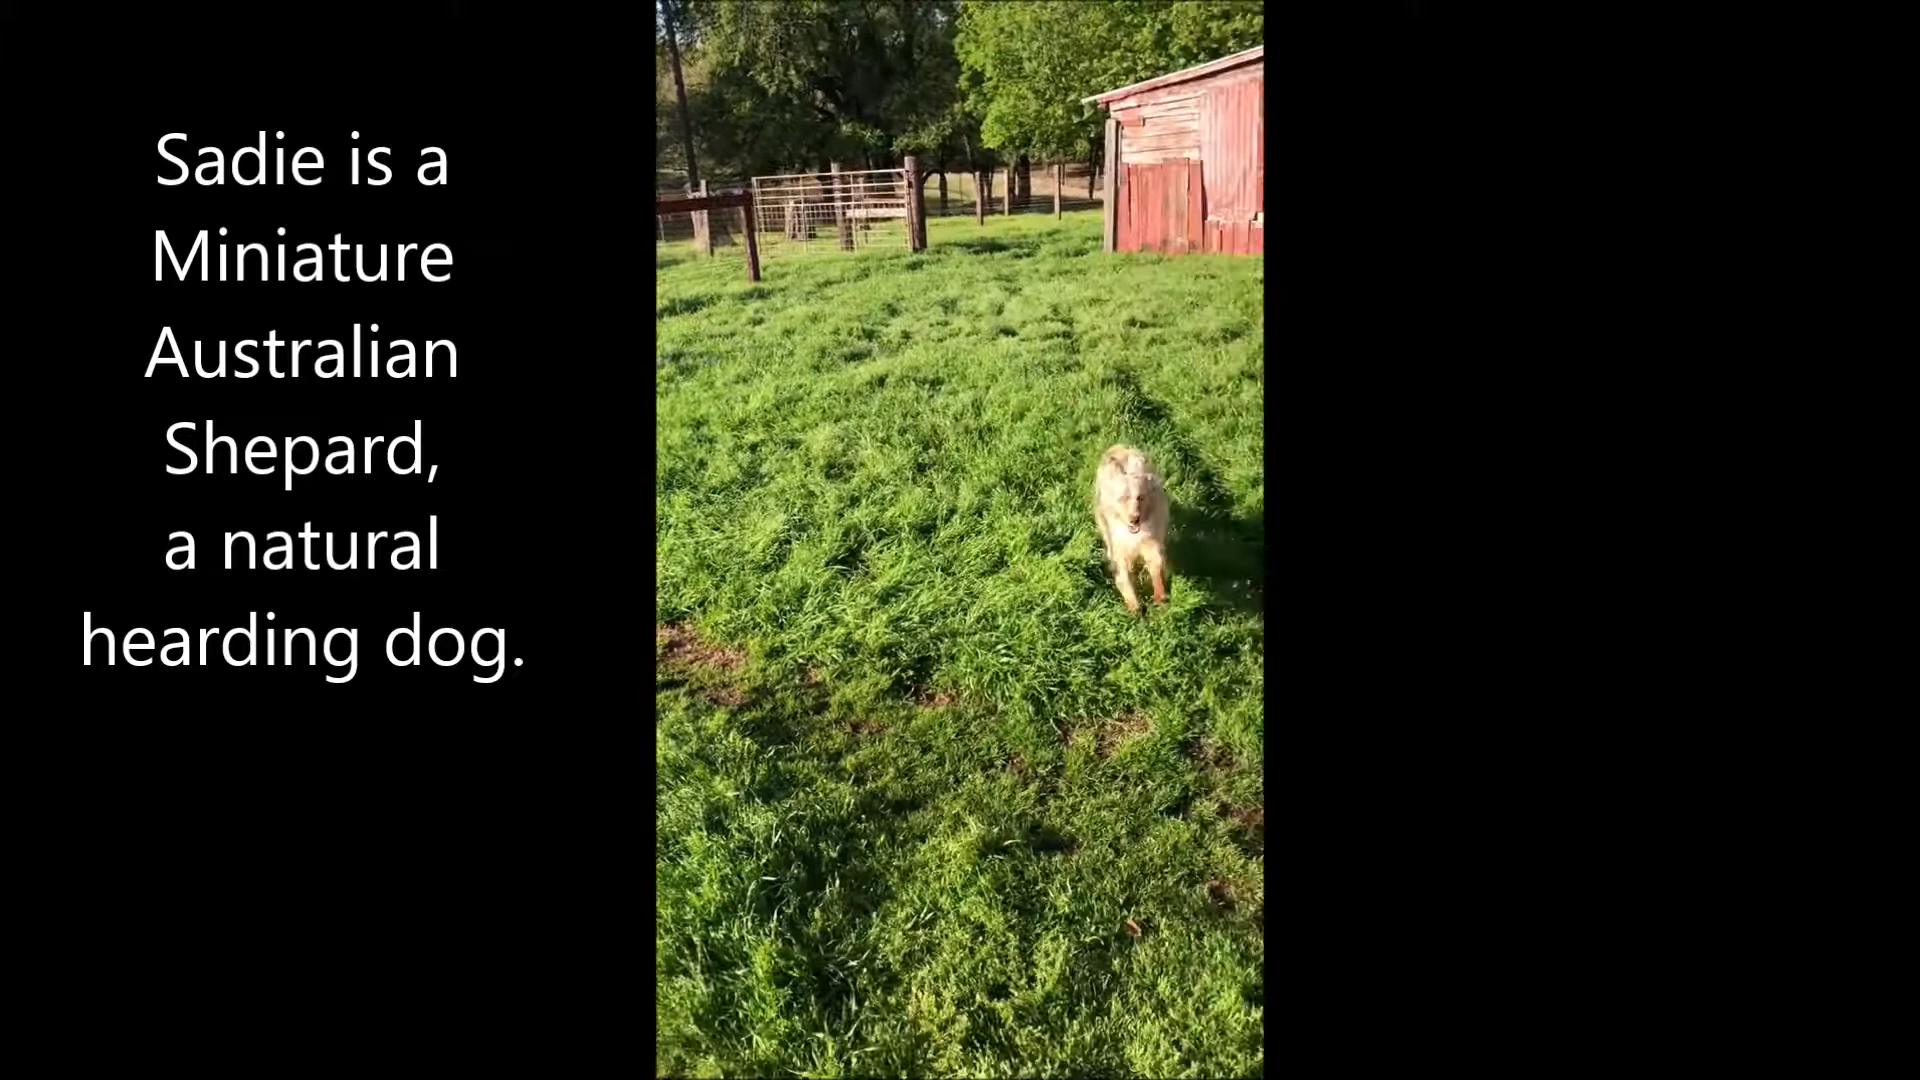 Sadie is a
Miniature
Australian
Shepard,
a natural
hearding dog.